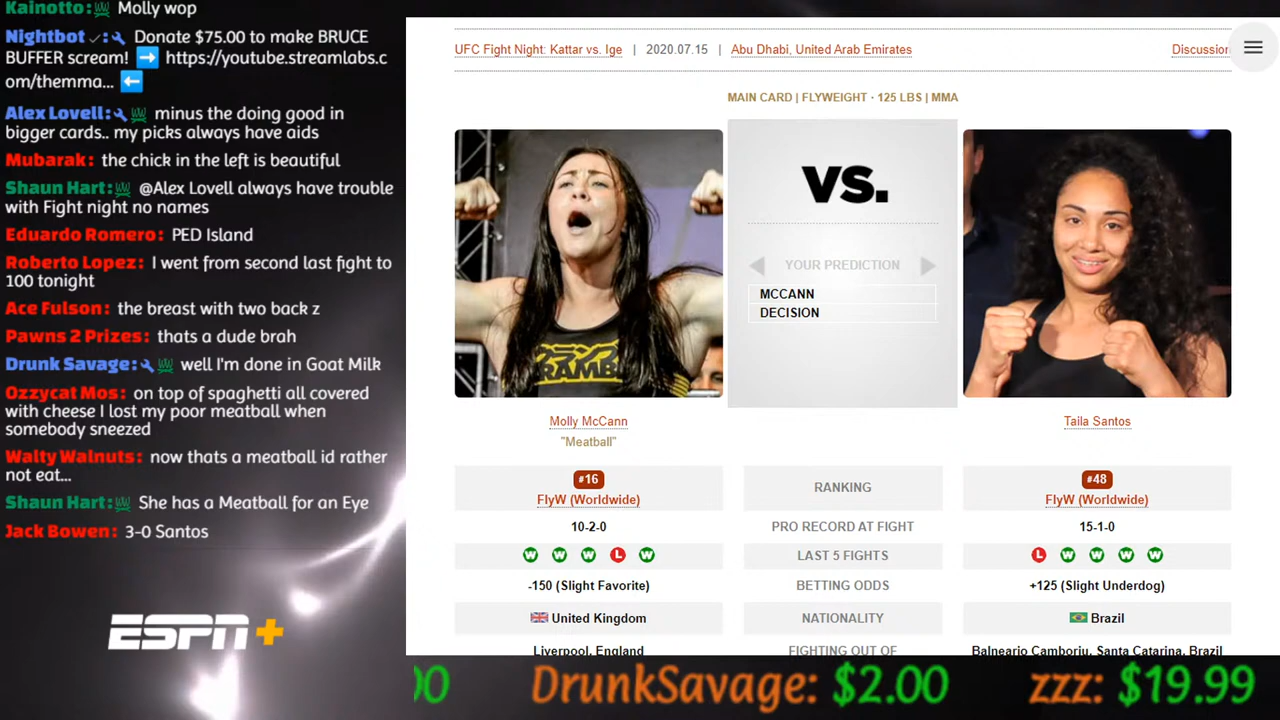 Kainotto: Molly wop
Nightbot ✓: Donate $75.00 to make BRUCE
BUFFER scream! ➡ https://youtube.streamlabs.c
om/themma... ⬅
Alex Lovell: minus the doing good in
bigger cards.. my picks always have aids
Mubarak: the chick in the left is beautiful
Shaun Hart: @Alex Lovell always have trouble
with Fight night no names
Eduardo Romero: PED Island
Roberto Lopez: I went from second last fight to
100 tonight
Ace Fulson: the breast with two back z
Pawns 2 Prizes: thats a dude brah
Drunk Savage: well I'm done in Goat Milk
Ozzycat Mos: on top of spaghetti all covered
with cheese I lost my poor meatball when
somebody sneezed
Walty Walnuts: now thats a meatball id rather
not eat...
Shaun Hart: She has a Meatball for an Eye
Jack Bowen: 3-0 Santos
ESPN+
UFC Fight Night: Kattar vs. Ige | 2020.07.15 | Abu Dhabi, United Arab Emirates Discussion
MAIN CARD | FLYWEIGHT · 125 LBS | MMA
VS.
YOUR PREDICTION
MCCANN
DECISION
Molly McCann Taila Santos
"Meatball"
#16 RANKING #48
FlyW (Worldwide) FlyW (Worldwide)
10-2-0 PRO RECORD AT FIGHT 15-1-0
W W W L W LAST 5 FIGHTS L W W W W
-150 (Slight Favorite) BETTING ODDS +125 (Slight Underdog)
United Kingdom NATIONALITY Brazil
Liverpool, England FIGHTING OUT OF Balneario Camboriu, Santa Catarina, Brazil
00 DrunkSavage: $2.00 zzz: $19.99